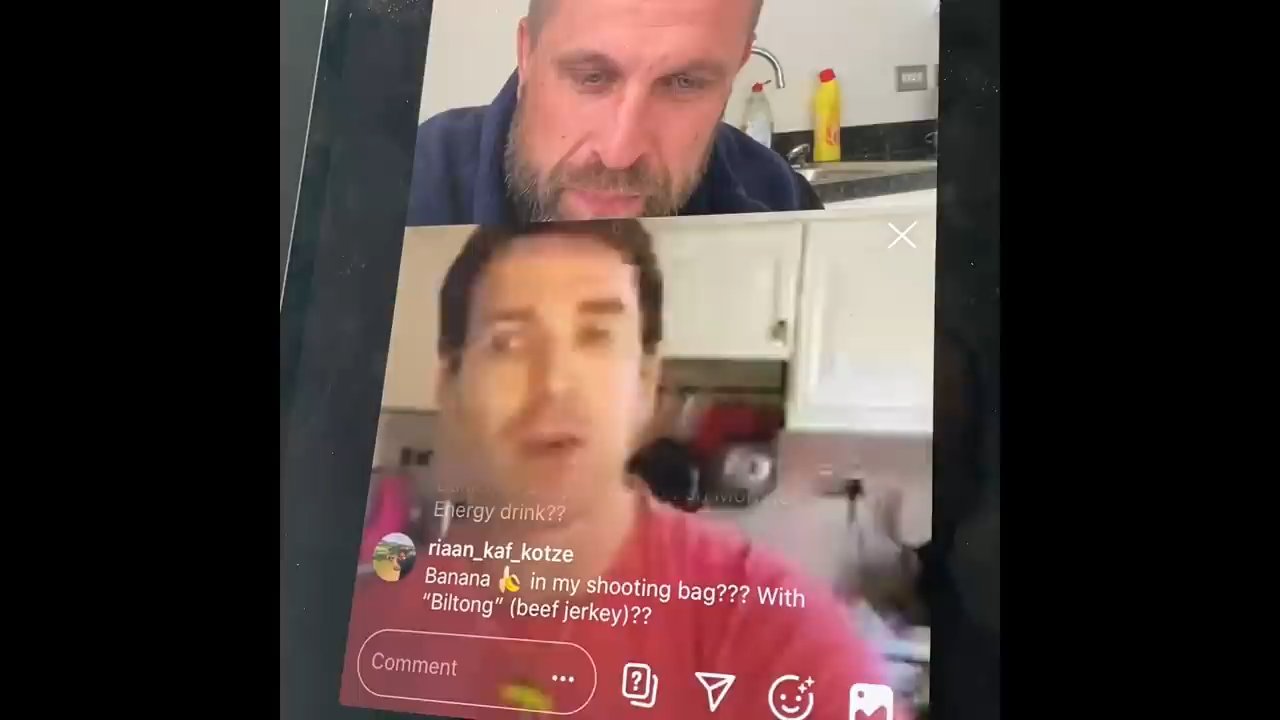 Energy drink??
riaan_kaf_kotze
Banana 🍌 in my shooting bag??? With
“Biltong” (beef jerkey)??
Comment